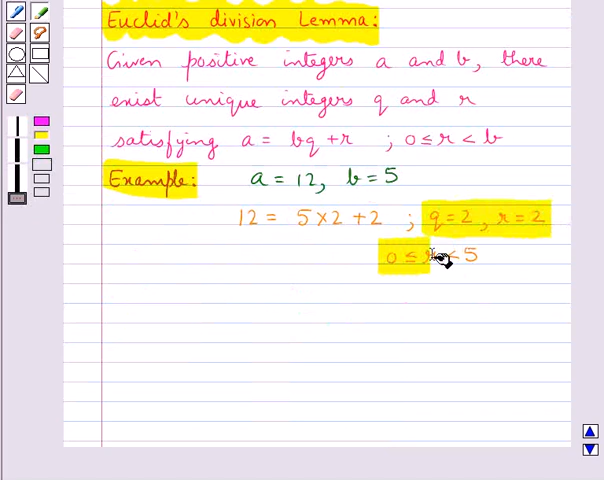 Euclid's division Lemma:
Given positive integers a and b, there
exist unique integers q and r
satisfying a = bq + r ; 0 ≤ r < b
Example: a = 12, b = 5
12 = 5 × 2 + 2 ; q = 2, r = 2
0 ≤ r < 5